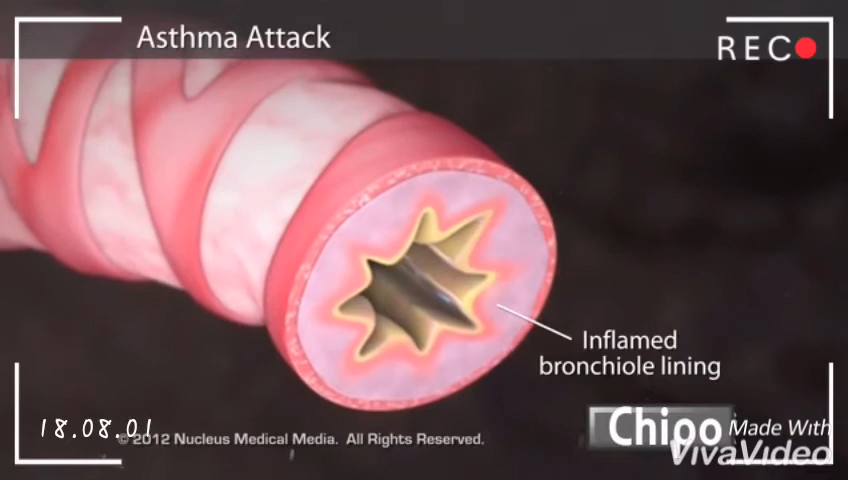 Asthma Attack
REC
Inflamed
bronchiole lining
18.08.01
© 2012 Nucleus Medical Media. All Rights Reserved.
Chipo
Made With
VivaVideo